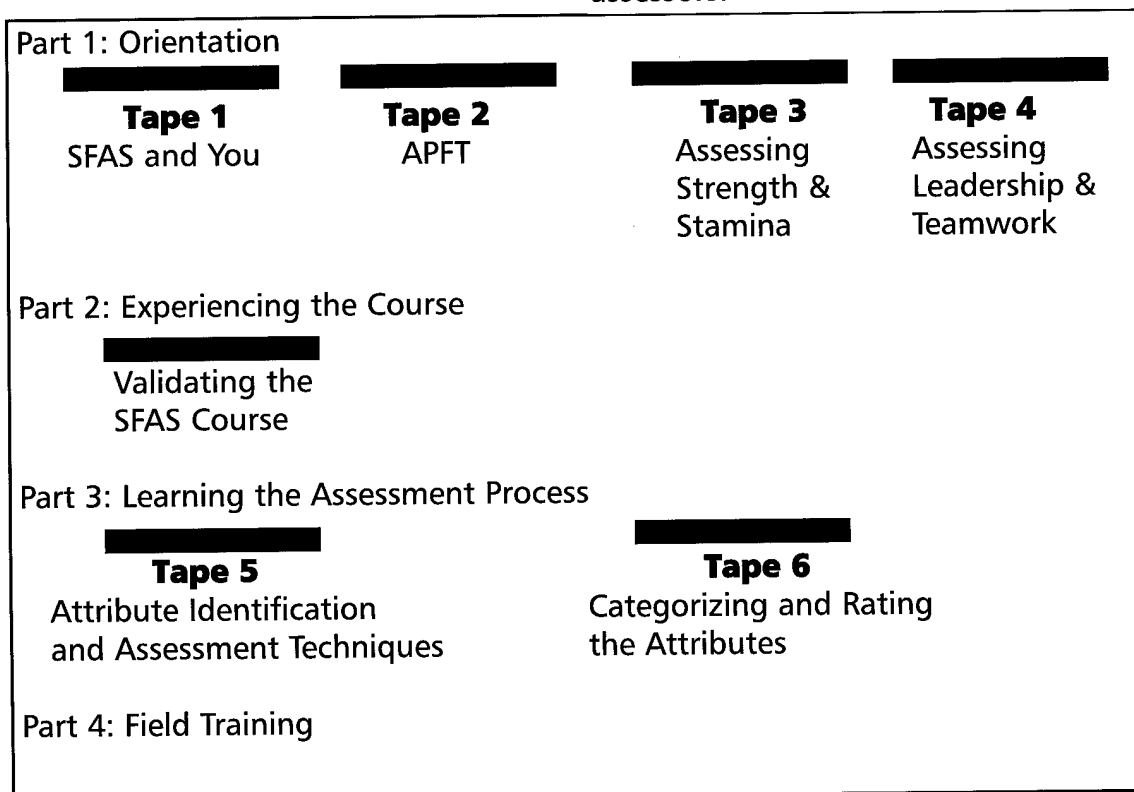 Part 1: Orientation
Tape 1
SFAS and You
Tape 2
APFT
Tape 3
Assessing
Strength &
Stamina
Tape 4
Assessing
Leadership &
Teamwork
Part 2: Experiencing the Course
Validating the
SFAS Course
Part 3: Learning the Assessment Process
Tape 5
Attribute Identification
and Assessment Techniques
Tape 6
Categorizing and Rating
the Attributes
Part 4: Field Training